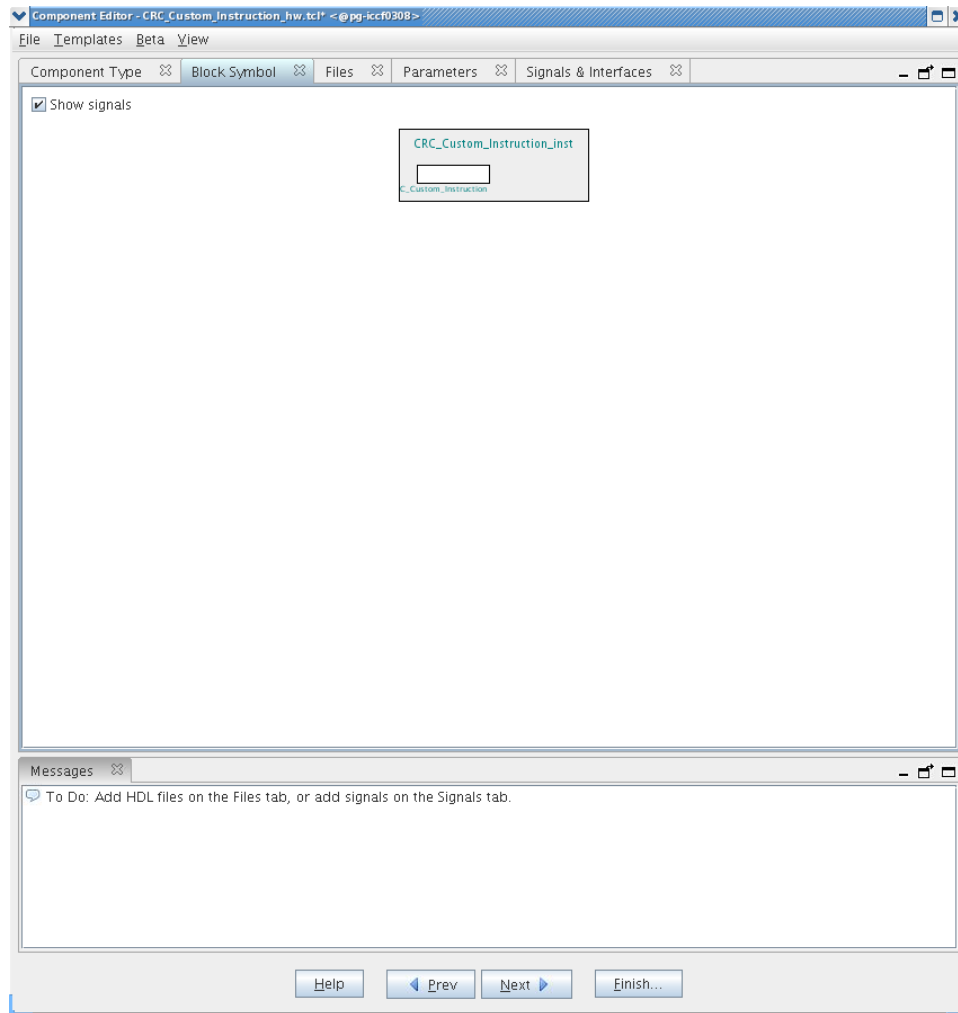 Component Editor - CRC_Custom_Instruction_hw.tcl* <@pg-iccf0308>
File Templates Beta View
Component Type Block Symbol Files Parameters Signals & Interfaces
Show signals
CRC_Custom_Instruction_inst
C_Custom_Instruction
Messages
To Do: Add HDL files on the Files tab, or add signals on the Signals tab.
Help Prev Next Finish...